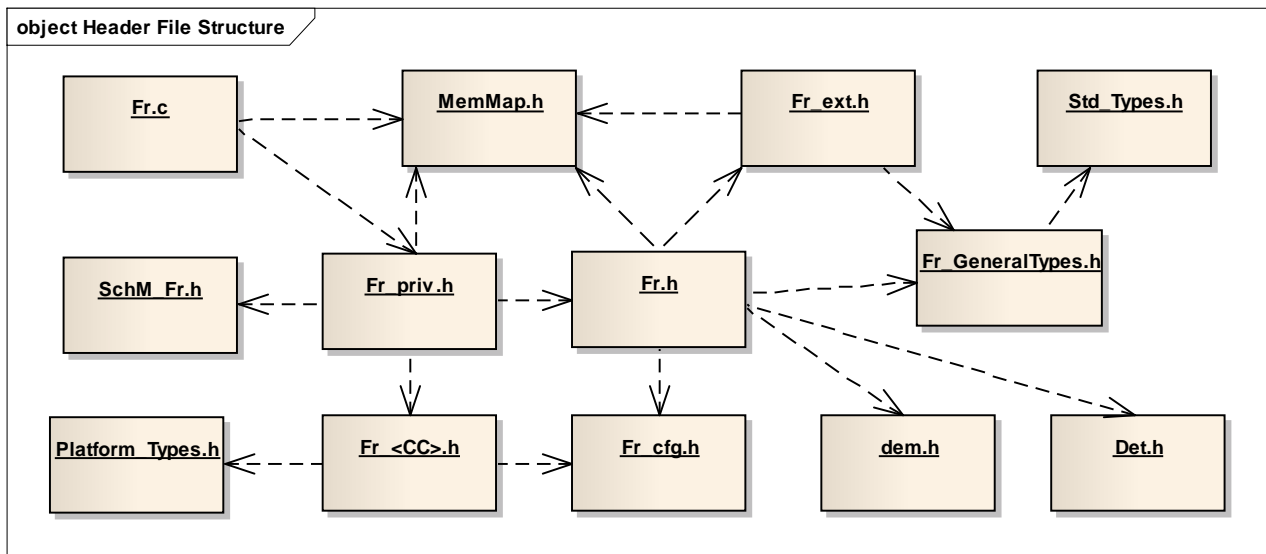 object Header File Structure
Fr.c
MemMap.h
Fr_ext.h
Std_Types.h
SchM_Fr.h
Fr_priv.h
Fr.h
Fr_GeneralTypes.h
Platform_Types.h
Fr_<CC>.h
Fr_cfg.h
dem.h
Det.h